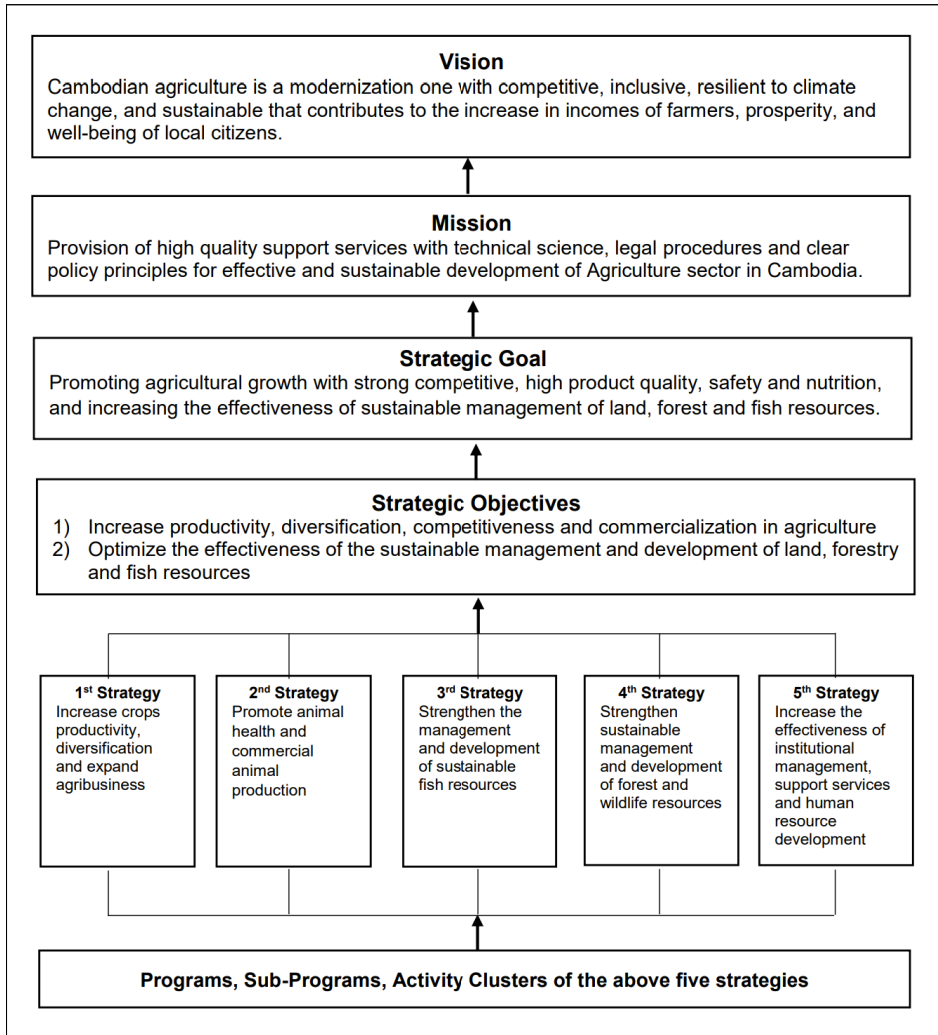 Vision
Cambodian agriculture is a modernization one with competitive, inclusive, resilient to climate
change, and sustainable that contributes to the increase in incomes of farmers, prosperity, and
well-being of local citizens.
Mission
Provision of high quality support services with technical science, legal procedures and clear
policy principles for effective and sustainable development of Agriculture sector in Cambodia.
Strategic Goal
Promoting agricultural growth with strong competitive, high product quality, safety and nutrition,
and increasing the effectiveness of sustainable management of land, forest and fish resources.
Strategic Objectives
1) Increase productivity, diversification, competitiveness and commercialization in agriculture
2) Optimize the effectiveness of the sustainable management and development of land, forestry
and fish resources
1st Strategy
Increase crops
productivity,
diversification
and expand
agribusiness
2nd Strategy
Promote animal
health and
commercial
animal
production
3rd Strategy
Strengthen the
management
and development
of sustainable
fish resources
4th Strategy
Strengthen
sustainable
management
and development
of forest and
wildlife resources
5th Strategy
Increase the
effectiveness of
institutional
management,
support services
and human
resource
development
Programs, Sub-Programs, Activity Clusters of the above five strategies